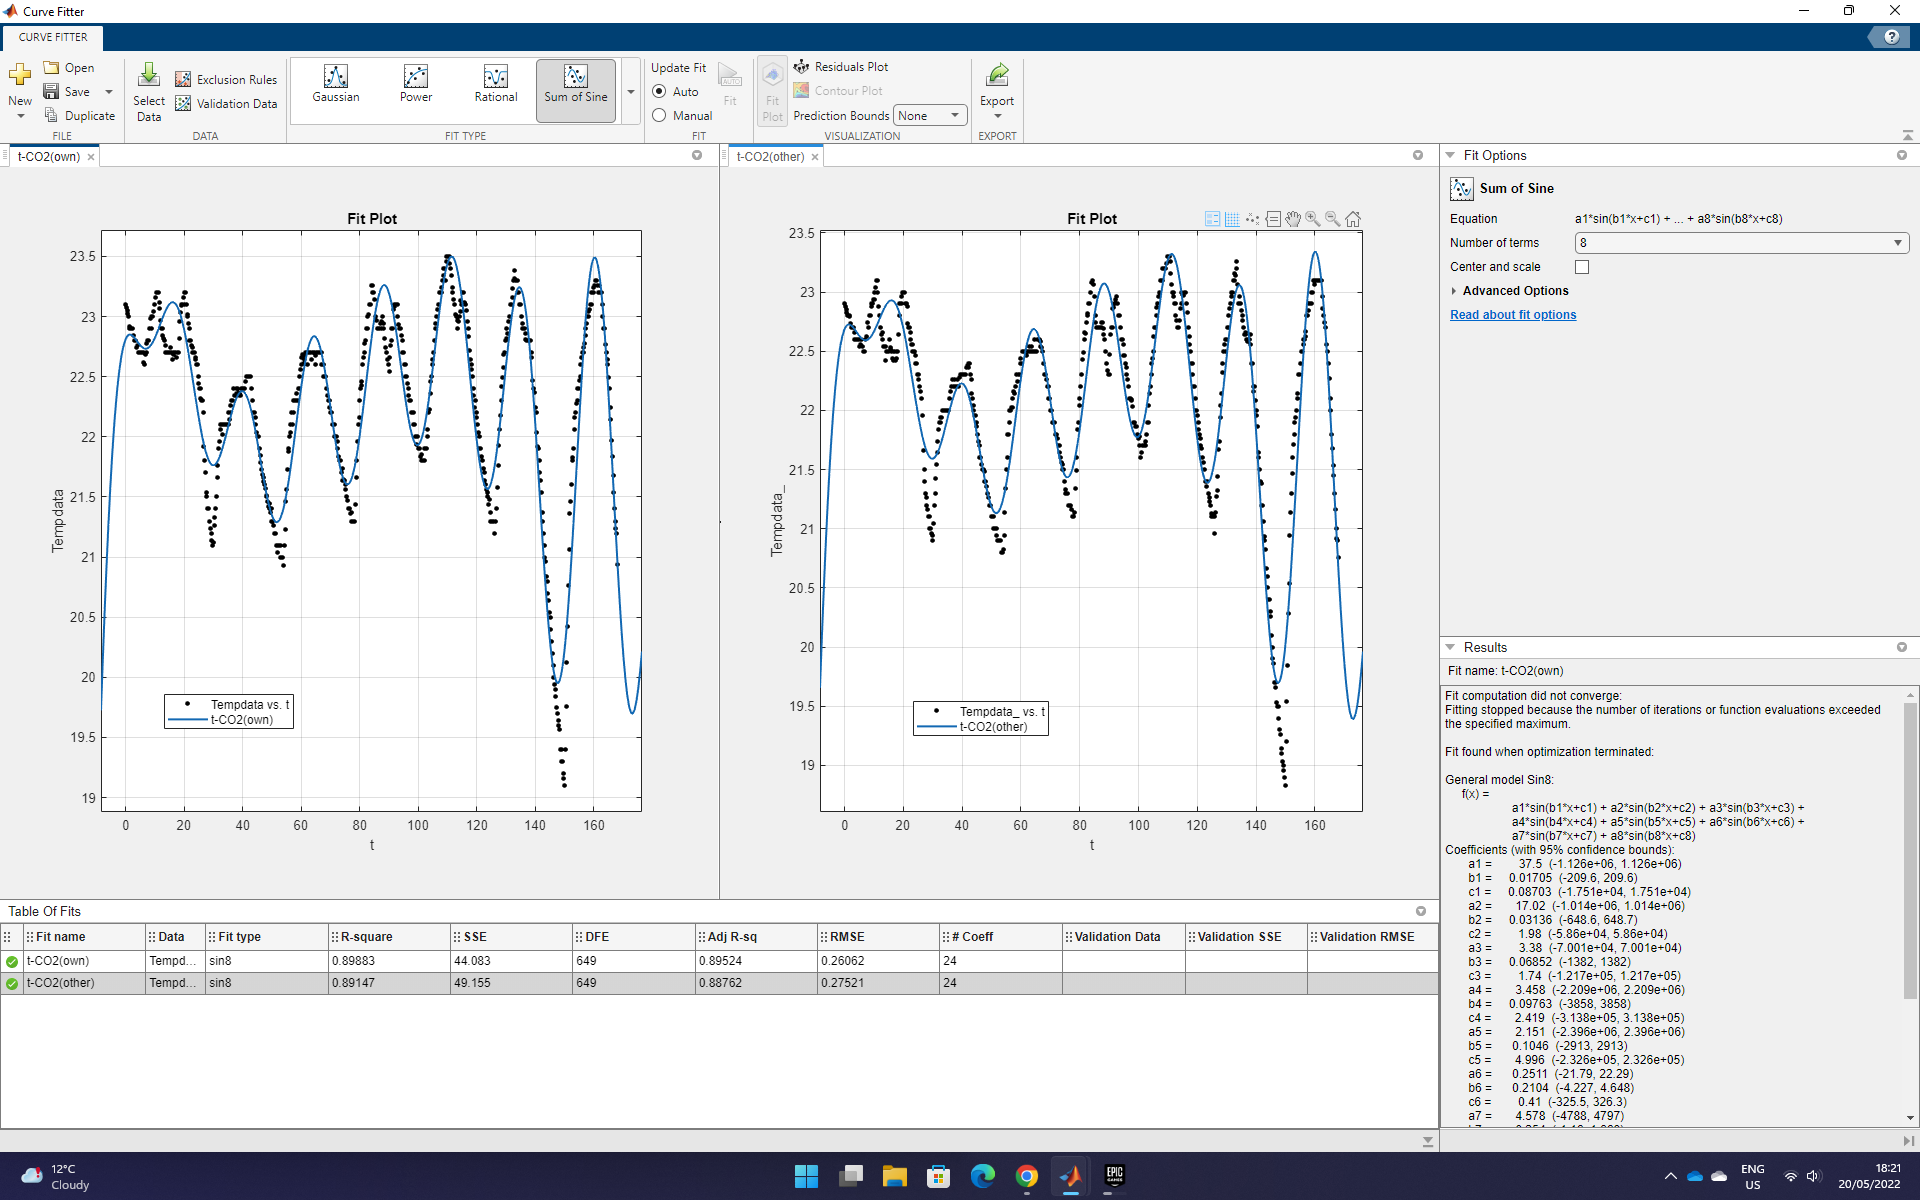 Curve Fitter
CURVE FITTER
New
Open
Save
Duplicate
FILE
Select Data
Exclusion Rules
Validation Data
DATA
Gaussian
Power
Rational
Sum of Sine
FIT TYPE
Update Fit
Auto
Manual
AUTO
Fit
FIT
Fit Plot
Residuals Plot
Contour Plot
Prediction Bounds None
VISUALIZATION
Export
EXPORT
t-CO2(own)
Fit Plot
23.5
23
22.5
22
21.5
21
20.5
20
19.5
19
Tempdata
0 20 40 60 80 100 120 140 160
t
Tempdata vs. t
t-CO2(own)
t-CO2(other)
Fit Plot
23.5
23
22.5
22
21.5
21
20.5
20
19.5
19
Tempdata_
0 20 40 60 80 100 120 140 160
t
Tempdata_ vs. t
t-CO2(other)
Fit Options
Sum of Sine
Equation a1*sin(b1*x+c1) + ... + a8*sin(b8*x+c8)
Number of terms 8
Center and scale
Advanced Options
Read about fit options
Results
Fit name: t-CO2(own)
Fit computation did not converge:
Fitting stopped because the number of iterations or function evaluations exceeded
the specified maximum.
Fit found when optimization terminated:
General model Sin8:
f(x) =
a1*sin(b1*x+c1) + a2*sin(b2*x+c2) + a3*sin(b3*x+c3) +
a4*sin(b4*x+c4) + a5*sin(b5*x+c5) + a6*sin(b6*x+c6) +
a7*sin(b7*x+c7) + a8*sin(b8*x+c8)
Coefficients (with 95% confidence bounds):
a1 = 37.5 (-1.126e+06, 1.126e+06)
b1 = 0.01705 (-209.6, 209.6)
c1 = 0.08703 (-1.751e+04, 1.751e+04)
a2 = 17.02 (-1.014e+06, 1.014e+06)
b2 = 0.03136 (-648.6, 648.7)
c2 = 1.98 (-5.86e+04, 5.86e+04)
a3 = 3.38 (-7.001e+04, 7.001e+04)
b3 = 0.06852 (-1382, 1382)
c3 = 1.74 (-1.217e+05, 1.217e+05)
a4 = 3.458 (-2.209e+06, 2.209e+06)
b4 = 0.09763 (-3858, 3858)
c4 = 2.419 (-3.138e+05, 3.138e+05)
a5 = 2.151 (-2.396e+06, 2.396e+06)
b5 = 0.1046 (-2913, 2913)
c5 = 4.996 (-2.326e+05, 2.326e+05)
a6 = 0.2511 (-21.79, 22.29)
b6 = 0.2104 (-4.227, 4.648)
c6 = 0.41 (-325.5, 326.3)
a7 = 4.578 (-4788, 4797)
Table Of Fits
Fit name Data Fit type R-square SSE DFE Adj R-sq RMSE # Coeff Validation Data Validation SSE Validation RMSE
t-CO2(own) Tempd... sin8 0.89883 44.083 649 0.89524 0.26062 24
t-CO2(other) Tempd... sin8 0.89147 49.155 649 0.88762 0.27521 24
12°C
Cloudy
EPIC GAMES
ENG
US
18:21
20/05/2022